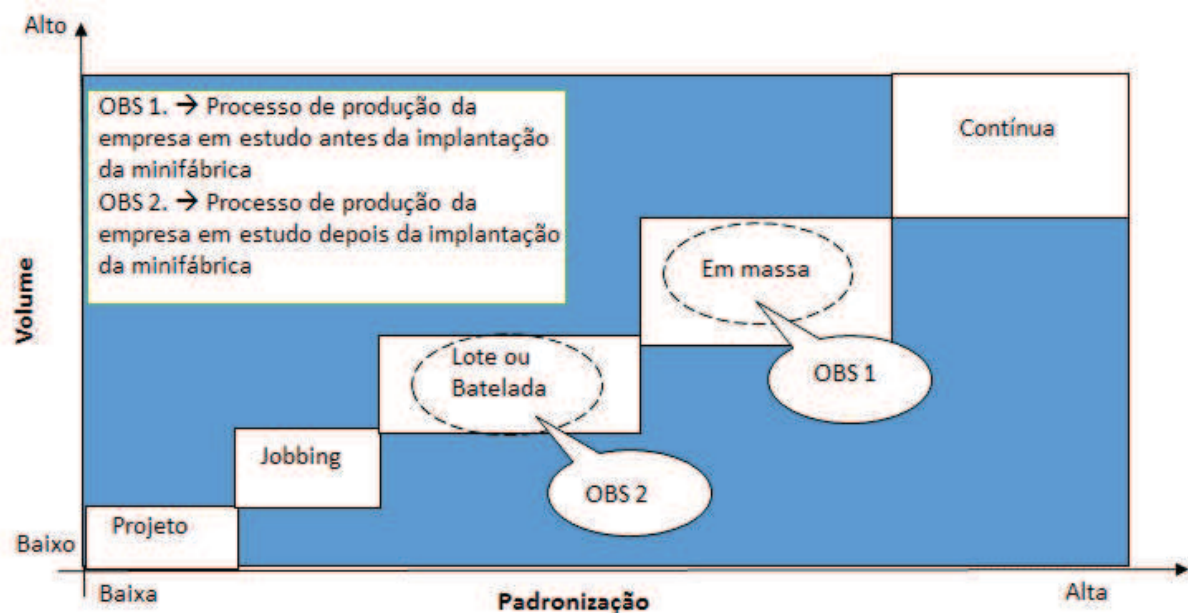 Alto
OBS 1. → Processo de produção da
empresa em estudo antes da implantação
da minifábrica
OBS 2. → Processo de produção da
empresa em estudo depois da implantação
da minifábrica
Contínua
Em massa
OBS 1
Lote ou
Batelada
OBS 2
Jobbing
Projeto
Volume
Baixo
Baixa
Padronização
Alta